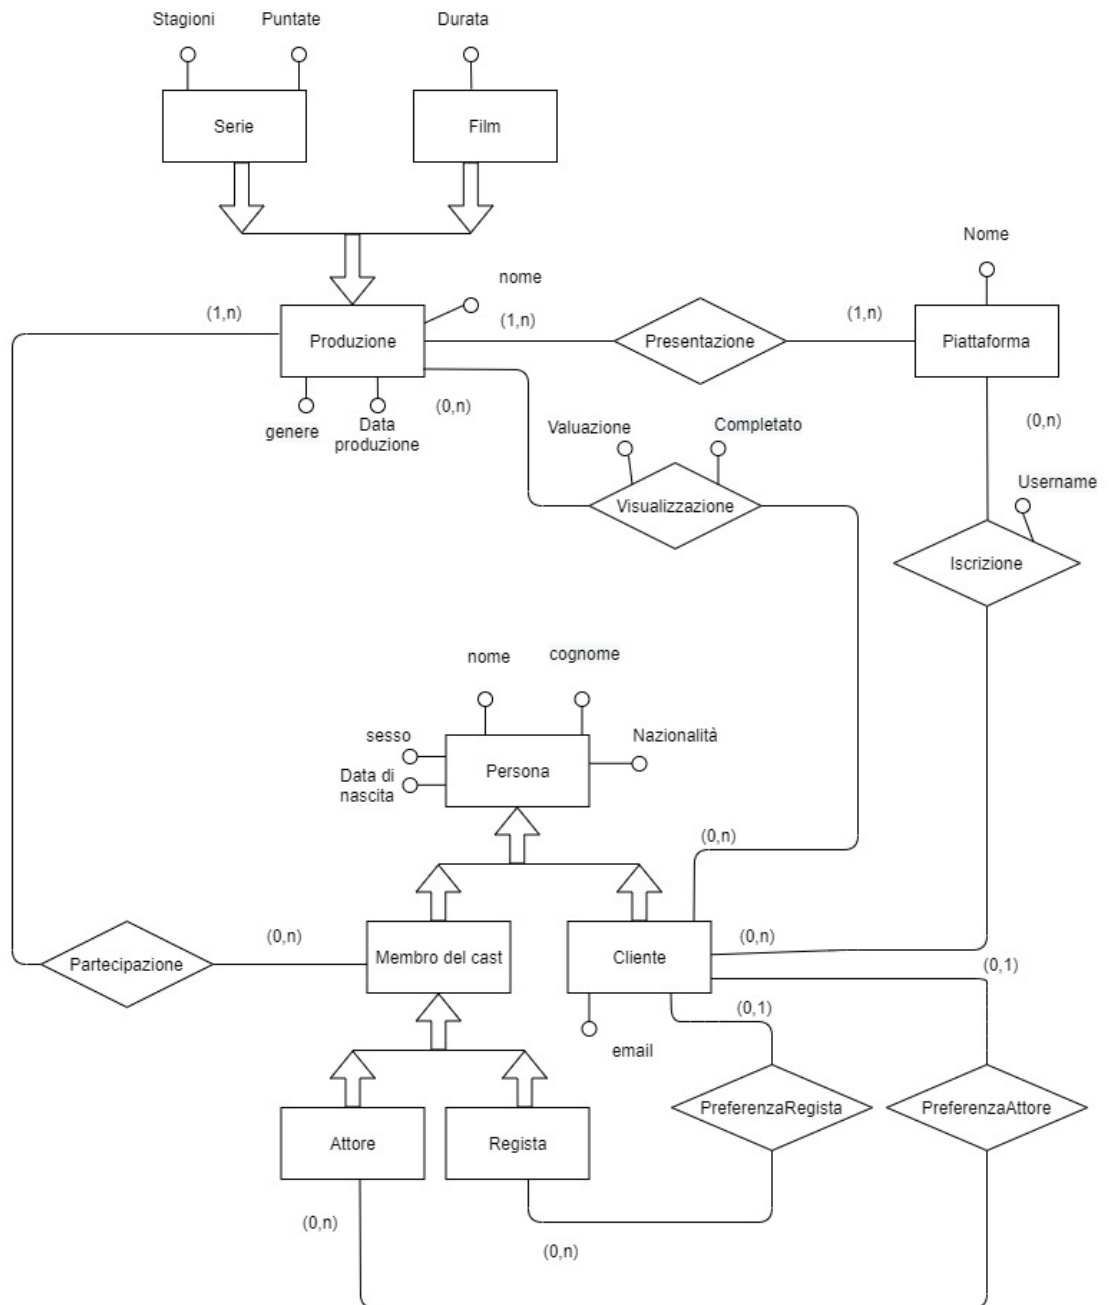 Stagioni
Puntate
Durata
Serie
Film
Nome
nome
(1,n)
(1,n)
(1,n)
Produzione
Presentazione
Piattaforma
(0,n)
(0,n)
genere
Data
produzione
Valuazione
Completato
Username
Visualizzazione
Iscrizione
nome
cognome
sesso
Nazionalità
Data di
nascita
Persona
(0,n)
(0,n)
(0,n)
Partecipazione
Membro del cast
Cliente
(0,1)
(0,1)
email
PreferenzaRegista
PreferenzaAttore
Attore
Regista
(0,n)
(0,n)